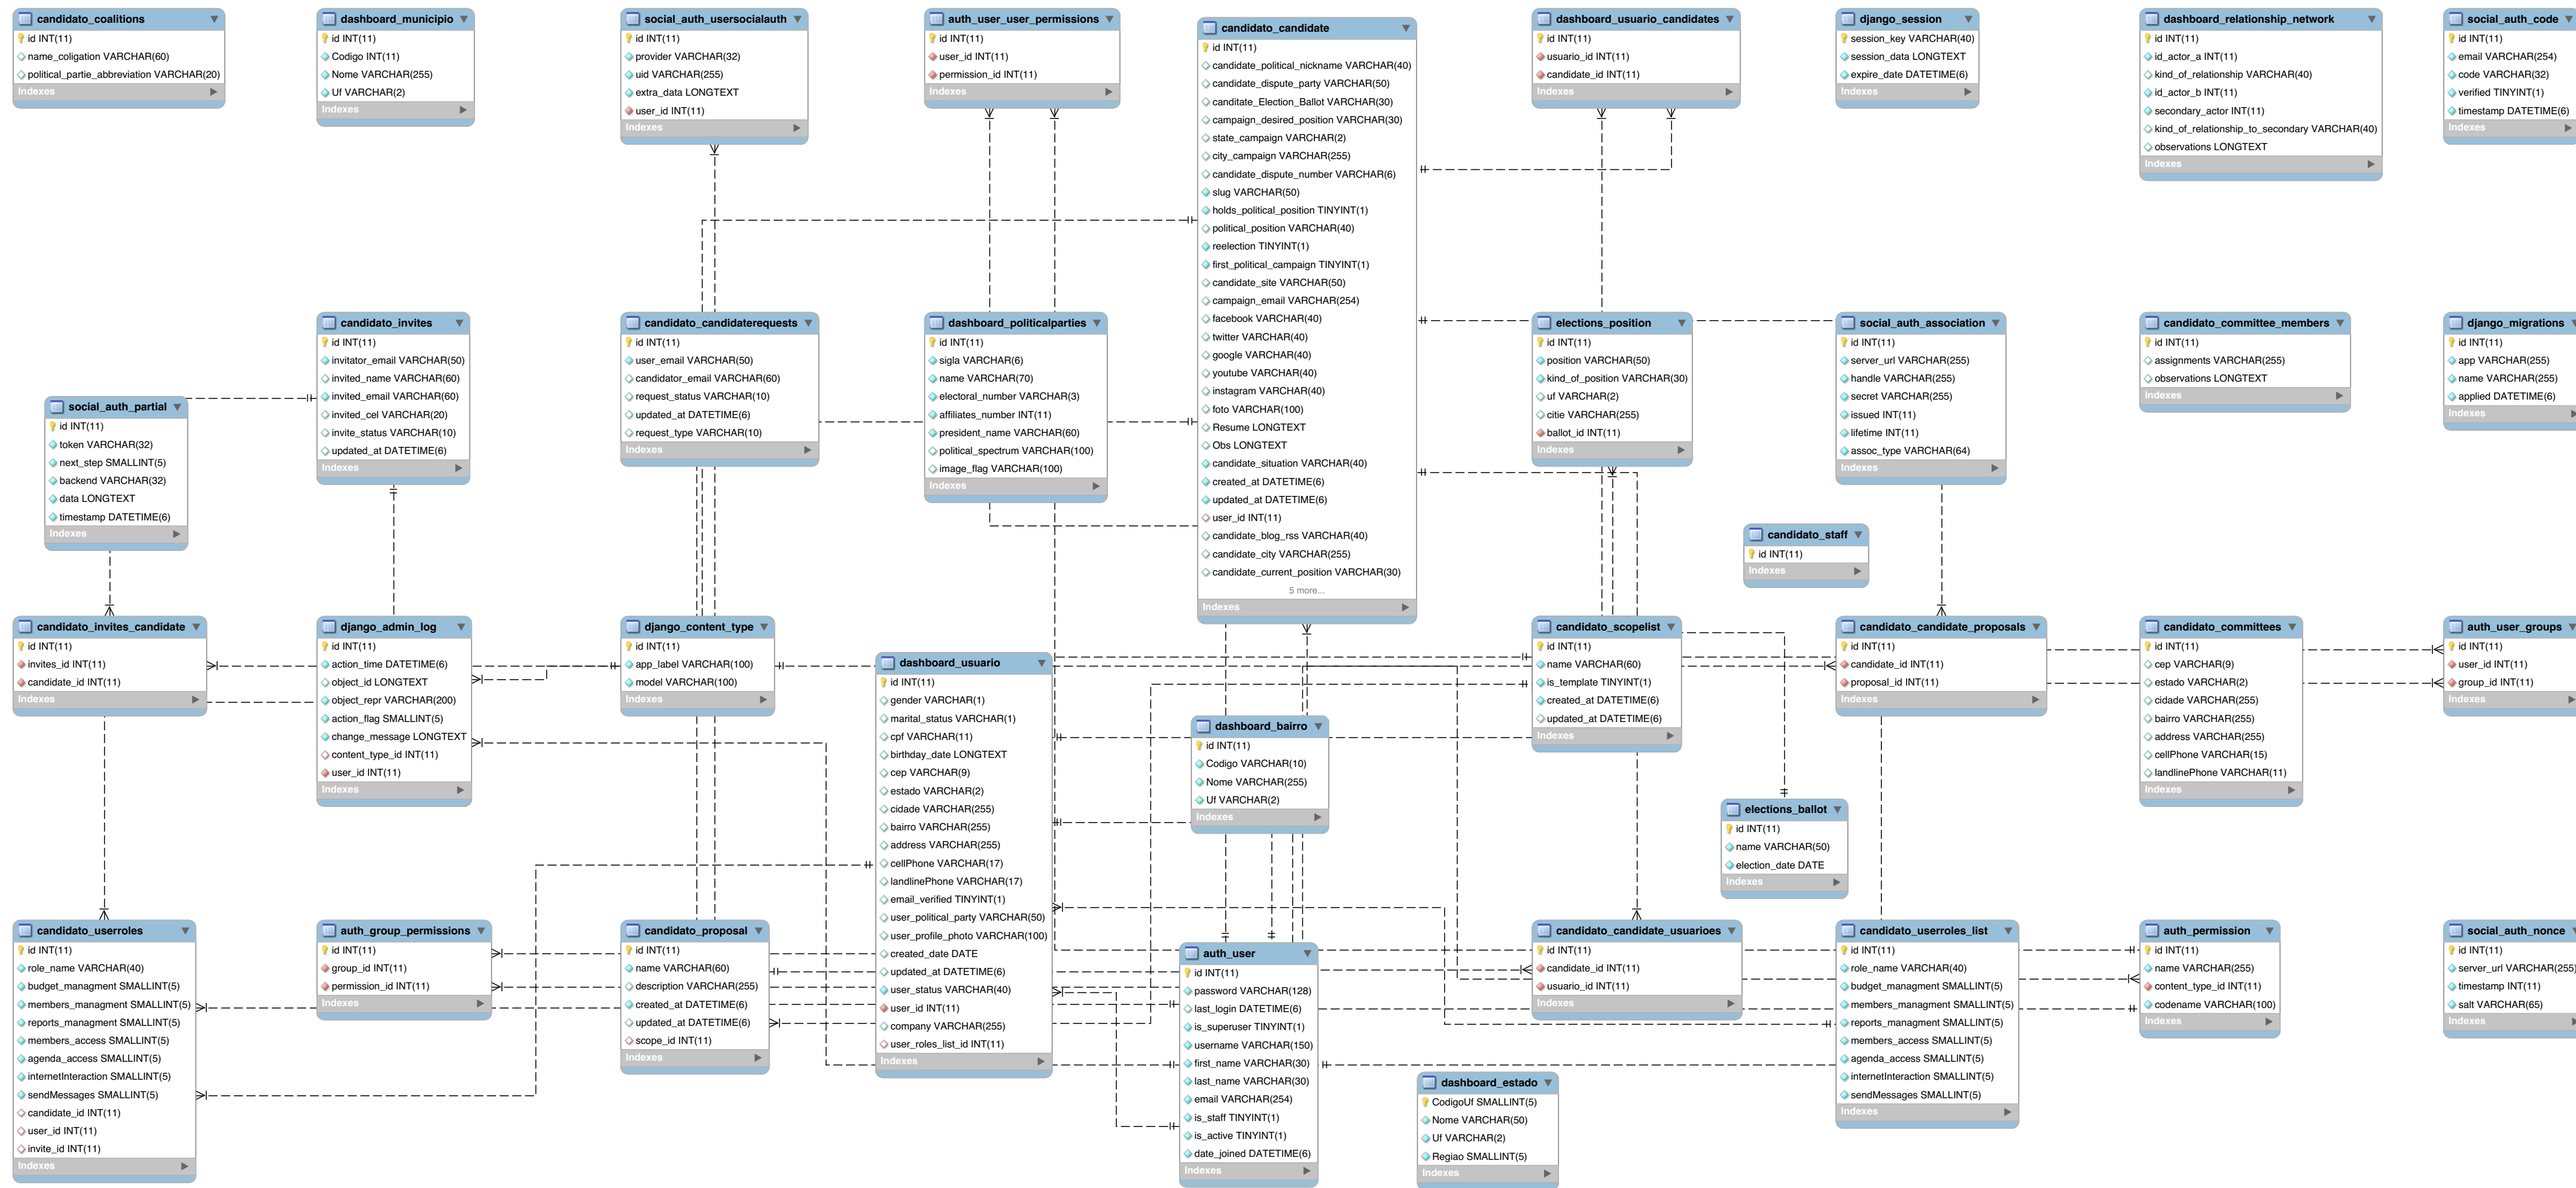 candidato_coalitions
id INT(11)
name_coligation VARCHAR(60)
political_partie_abbreviation VARCHAR(20)
Indexes
dashboard_municipio
id INT(11)
Codigo INT(11)
Nome VARCHAR(255)
Uf VARCHAR(2)
Indexes
social_auth_usersocialauth
id INT(11)
provider VARCHAR(32)
uid VARCHAR(255)
extra_data LONGTEXT
user_id INT(11)
Indexes
auth_user_user_permissions
id INT(11)
user_id INT(11)
permission_id INT(11)
Indexes
candidato_candidate
id INT(11)
candidate_political_nickname VARCHAR(40)
candidate_dispute_party VARCHAR(50)
canditate_Election_Ballot VARCHAR(30)
campaign_desired_position VARCHAR(30)
state_campaign VARCHAR(2)
city_campaign VARCHAR(255)
candidate_dispute_number VARCHAR(6)
slug VARCHAR(50)
holds_political_position TINYINT(1)
political_position VARCHAR(40)
reelection TINYINT(1)
first_political_campaign TINYINT(1)
candidate_site VARCHAR(50)
campaign_email VARCHAR(254)
facebook VARCHAR(40)
twitter VARCHAR(40)
google VARCHAR(40)
youtube VARCHAR(40)
instagram VARCHAR(40)
foto VARCHAR(100)
Resume LONGTEXT
Obs LONGTEXT
candidate_situation VARCHAR(40)
created_at DATETIME(6)
updated_at DATETIME(6)
user_id INT(11)
candidate_blog_rss VARCHAR(40)
candidate_city VARCHAR(255)
candidate_current_position VARCHAR(30)
5 more...
Indexes
dashboard_usuario_candidates
id INT(11)
usuario_id INT(11)
candidate_id INT(11)
Indexes
django_session
session_key VARCHAR(40)
session_data LONGTEXT
expire_date DATETIME(6)
Indexes
dashboard_relationship_network
id INT(11)
id_actor_a INT(11)
kind_of_relationship VARCHAR(40)
id_actor_b INT(11)
secondary_actor INT(11)
kind_of_relationship_to_secondary VARCHAR(40)
observations LONGTEXT
Indexes
social_auth_code
id INT(11)
email VARCHAR(254)
code VARCHAR(32)
verified TINYINT(1)
timestamp DATETIME(6)
Indexes
social_auth_partial
id INT(11)
token VARCHAR(32)
next_step SMALLINT(5)
backend VARCHAR(32)
data LONGTEXT
timestamp DATETIME(6)
Indexes
candidato_invites
id INT(11)
invitator_email VARCHAR(50)
invited_name VARCHAR(60)
invited_email VARCHAR(60)
invited_cel VARCHAR(20)
invite_status VARCHAR(10)
updated_at DATETIME(6)
Indexes
candidato_candidaterequests
id INT(11)
user_email VARCHAR(50)
candidator_email VARCHAR(60)
request_status VARCHAR(10)
updated_at DATETIME(6)
request_type VARCHAR(10)
Indexes
dashboard_politicalparties
id INT(11)
sigla VARCHAR(6)
name VARCHAR(70)
electoral_number VARCHAR(3)
affiliates_number INT(11)
president_name VARCHAR(60)
political_spectrum VARCHAR(100)
image_flag VARCHAR(100)
Indexes
elections_position
id INT(11)
position VARCHAR(50)
kind_of_position VARCHAR(30)
uf VARCHAR(2)
citie VARCHAR(255)
ballot_id INT(11)
Indexes
social_auth_association
id INT(11)
server_url VARCHAR(255)
handle VARCHAR(255)
secret VARCHAR(255)
issued INT(11)
lifetime INT(11)
assoc_type VARCHAR(64)
Indexes
candidato_committee_members
id INT(11)
assignments VARCHAR(255)
observations LONGTEXT
Indexes
django_migrations
id INT(11)
app VARCHAR(255)
name VARCHAR(255)
applied DATETIME(6)
Indexes
candidato_staff
id INT(11)
Indexes
candidato_invites_candidate
id INT(11)
invites_id INT(11)
candidate_id INT(11)
Indexes
django_admin_log
id INT(11)
action_time DATETIME(6)
object_id LONGTEXT
object_repr VARCHAR(200)
action_flag SMALLINT(5)
change_message LONGTEXT
content_type_id INT(11)
user_id INT(11)
Indexes
django_content_type
id INT(11)
app_label VARCHAR(100)
model VARCHAR(100)
Indexes
dashboard_usuario
id INT(11)
gender VARCHAR(1)
marital_status VARCHAR(1)
cpf VARCHAR(11)
birthday_date LONGTEXT
cep VARCHAR(9)
estado VARCHAR(2)
cidade VARCHAR(255)
bairro VARCHAR(255)
address VARCHAR(255)
cellPhone VARCHAR(17)
landlinePhone VARCHAR(17)
email_verified TINYINT(1)
user_political_party VARCHAR(50)
user_profile_photo VARCHAR(100)
created_date DATE
updated_at DATETIME(6)
user_status VARCHAR(40)
user_id INT(11)
company VARCHAR(255)
user_roles_list_id INT(11)
Indexes
dashboard_bairro
id INT(11)
Codigo VARCHAR(10)
Nome VARCHAR(255)
Uf VARCHAR(2)
Indexes
candidato_scopelist
id INT(11)
name VARCHAR(60)
is_template TINYINT(1)
created_at DATETIME(6)
updated_at DATETIME(6)
Indexes
candidato_candidate_proposals
id INT(11)
candidate_id INT(11)
proposal_id INT(11)
Indexes
candidato_committees
id INT(11)
cep VARCHAR(9)
estado VARCHAR(2)
cidade VARCHAR(255)
bairro VARCHAR(255)
address VARCHAR(255)
cellPhone VARCHAR(15)
landlinePhone VARCHAR(11)
Indexes
auth_user_groups
id INT(11)
user_id INT(11)
group_id INT(11)
Indexes
elections_ballot
id INT(11)
name VARCHAR(50)
election_date DATE
Indexes
candidato_userroles
id INT(11)
role_name VARCHAR(40)
budget_managment SMALLINT(5)
members_managment SMALLINT(5)
reports_managment SMALLINT(5)
members_access SMALLINT(5)
agenda_access SMALLINT(5)
internetInteraction SMALLINT(5)
sendMessages SMALLINT(5)
candidate_id INT(11)
user_id INT(11)
invite_id INT(11)
Indexes
auth_group_permissions
id INT(11)
group_id INT(11)
permission_id INT(11)
Indexes
candidato_proposal
id INT(11)
name VARCHAR(60)
description VARCHAR(255)
created_at DATETIME(6)
updated_at DATETIME(6)
scope_id INT(11)
Indexes
auth_user
id INT(11)
password VARCHAR(128)
last_login DATETIME(6)
is_superuser TINYINT(1)
username VARCHAR(150)
first_name VARCHAR(30)
last_name VARCHAR(30)
email VARCHAR(254)
is_staff TINYINT(1)
is_active TINYINT(1)
date_joined DATETIME(6)
Indexes
candidato_candidate_usuarioes
id INT(11)
candidate_id INT(11)
usuario_id INT(11)
Indexes
candidato_userroles_list
id INT(11)
role_name VARCHAR(40)
budget_managment SMALLINT(5)
members_managment SMALLINT(5)
reports_managment SMALLINT(5)
members_access SMALLINT(5)
agenda_access SMALLINT(5)
internetInteraction SMALLINT(5)
sendMessages SMALLINT(5)
Indexes
auth_permission
id INT(11)
name VARCHAR(255)
content_type_id INT(11)
codename VARCHAR(100)
Indexes
social_auth_nonce
id INT(11)
server_url VARCHAR(255)
timestamp INT(11)
salt VARCHAR(65)
Indexes
dashboard_estado
CodigoUf SMALLINT(5)
Nome VARCHAR(50)
Uf VARCHAR(2)
Regiao SMALLINT(5)
Indexes